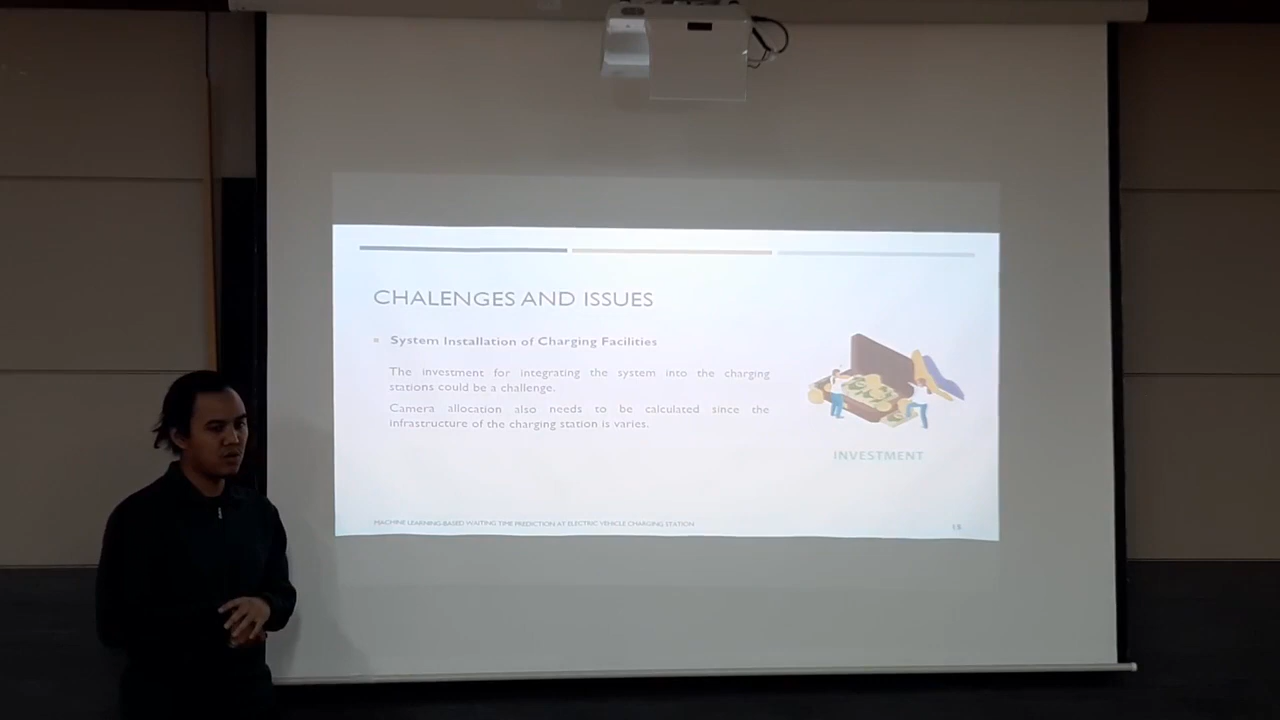 CHALENGES AND ISSUES
System Installation of Charging Facilities
The investment for integrating the system into the charging
stations could be a challenge.
Camera allocation also needs to be calculated since the
infrastructure of the charging station is varies.
INVESTMENT
MACHINE LEARNING-BASED WAITING TIME PREDICTION AT ELECTRIC VEHICLE CHARGING STATION